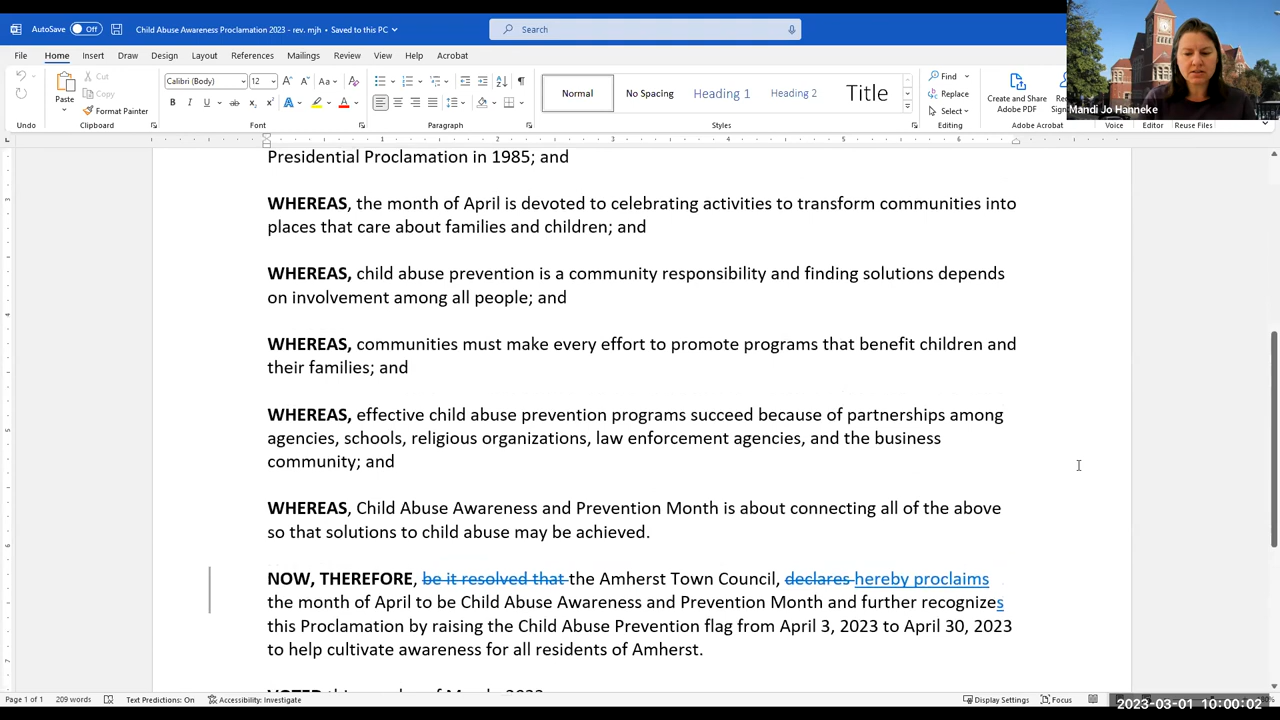 AutoSave Off Child Abuse Awareness Proclamation 2023 - rev. mjh • Saved to this PC Search
File Home Insert Draw Design Layout References Mailings Review View Help Acrobat
Paste Cut Copy Format Painter Calibri (Body) 12 Normal No Spacing Heading 1 Heading 2 Title Find Replace Select Create and Share Adobe PDF
Mandi Jo Hanneke
Undo Clipboard Font Paragraph Styles Editing Adobe Acrobat Voice Editor Reuse Files
Presidential Proclamation in 1985; and
WHEREAS, the month of April is devoted to celebrating activities to transform communities into
places that care about families and children; and
WHEREAS, child abuse prevention is a community responsibility and finding solutions depends
on involvement among all people; and
WHEREAS, communities must make every effort to promote programs that benefit children and
their families; and
WHEREAS, effective child abuse prevention programs succeed because of partnerships among
agencies, schools, religious organizations, law enforcement agencies, and the business
community; and
WHEREAS, Child Abuse Awareness and Prevention Month is about connecting all of the above
so that solutions to child abuse may be achieved.
NOW, THEREFORE, be it resolved that the Amherst Town Council, declares hereby proclaims
the month of April to be Child Abuse Awareness and Prevention Month and further recognizes
this Proclamation by raising the Child Abuse Prevention flag from April 3, 2023 to April 30, 2023
to help cultivate awareness for all residents of Amherst.
Page 1 of 1 209 words Text Predictions: On Accessibility: Investigate Display Settings Focus
2023-03-01 10:00:02